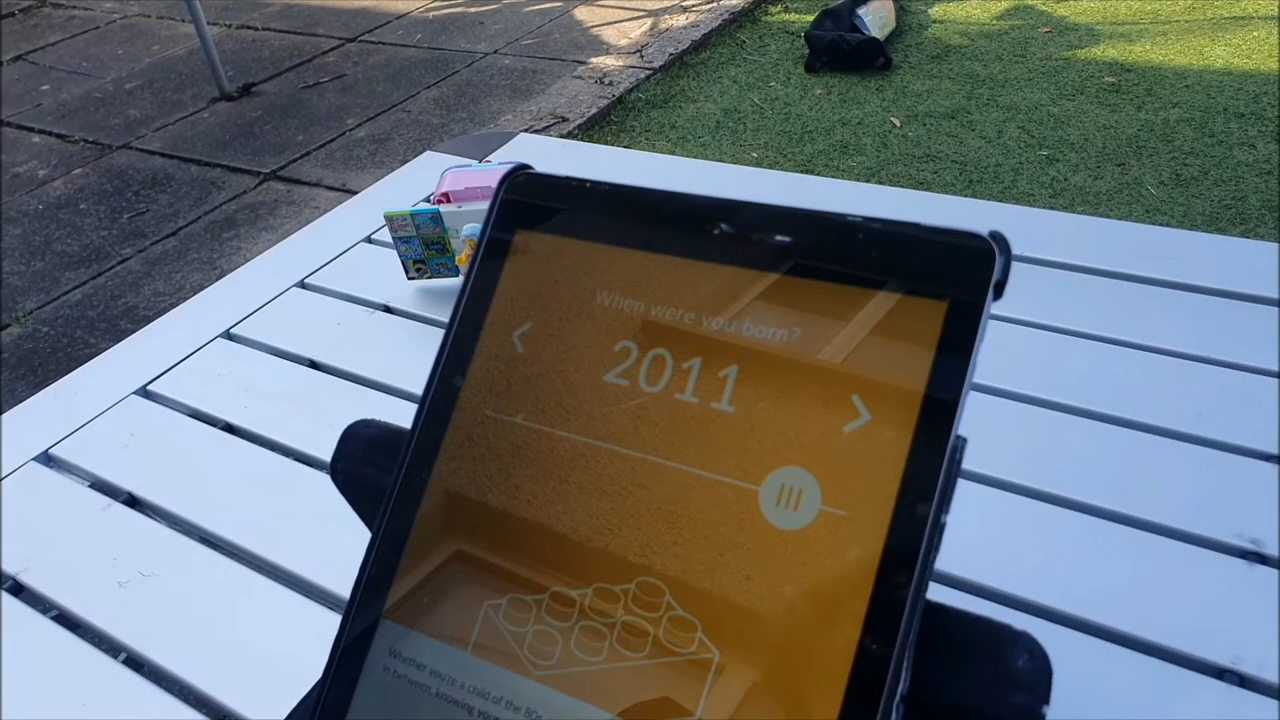 When were you born?
2011
Whether you're a child of the 80s
in between, knowing your